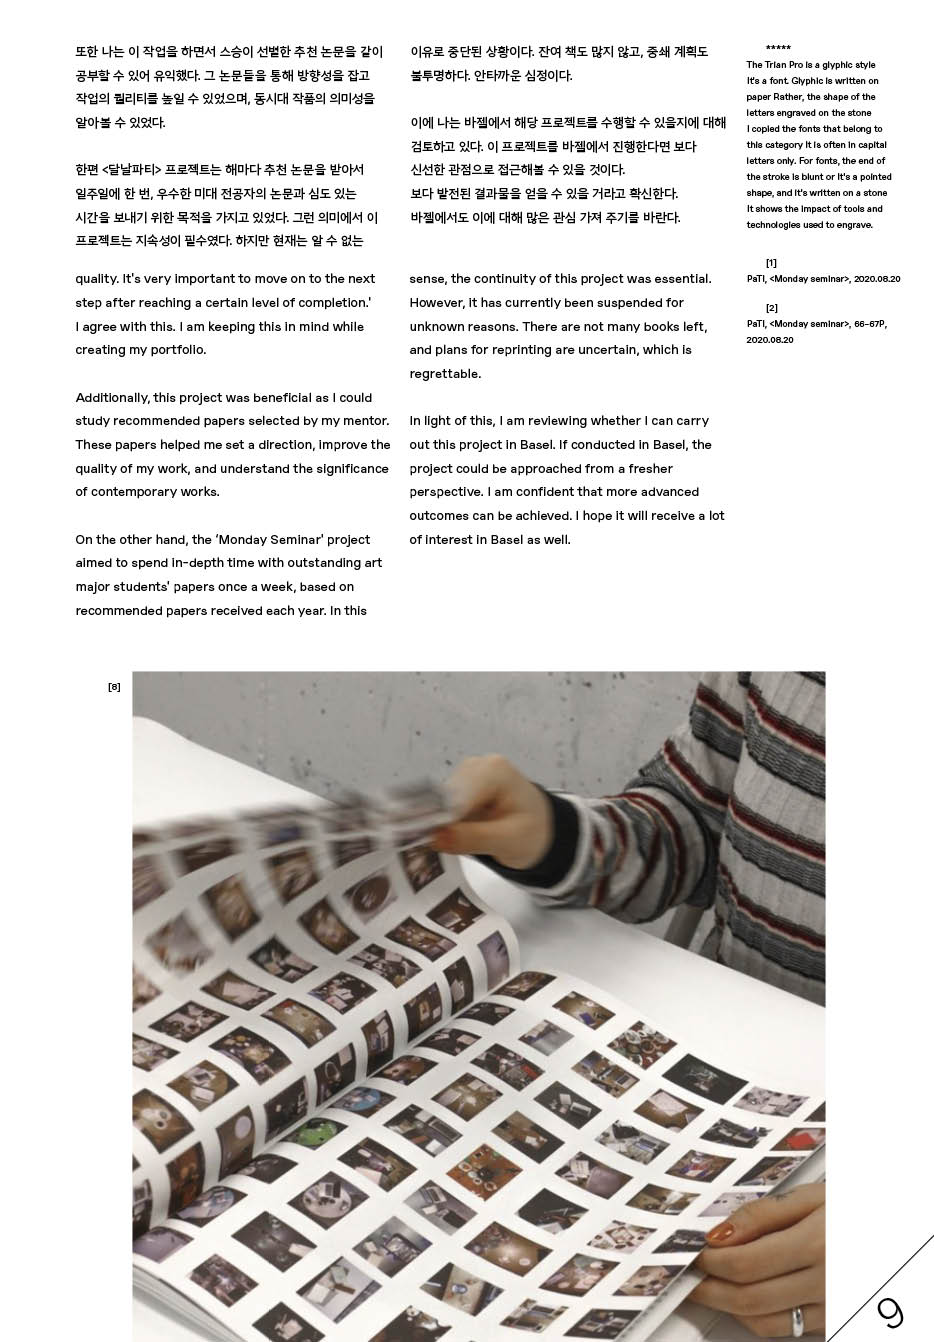 또한 나는 이 작업을 하면서 스승이 선별한 추천 논문을 같이
공부할 수 있어 유익했다. 그 논문들을 통해 방향성을 잡고
작업의 퀄리티를 높일 수 있었으며, 동시대 작품의 의미성을
알아볼 수 있었다.
한편 <달날파티> 프로젝트는 해마다 추천 논문을 받아서
일주일에 한 번, 우수한 미대 전공자의 논문과 심도 있는
시간을 보내기 위한 목적을 가지고 있었다. 그런 의미에서 이
프로젝트는 지속성이 필수였다. 하지만 현재는 알 수 없는
이유로 중단된 상황이다. 잔여 책도 많지 않고, 중쇄 계획도
불투명하다. 안타까운 심정이다.
이에 나는 바젤에서 해당 프로젝트를 수행할 수 있을지에 대해
검토하고 있다. 이 프로젝트를 바젤에서 진행한다면 보다
신선한 관점으로 접근해볼 수 있을 것이다.
보다 발전된 결과물을 얻을 수 있을 거라고 확신한다.
바젤에서도 이에 대해 많은 관심 가져 주기를 바란다.
quality. It's very important to move on to the next
step after reaching a certain level of completion.'
I agree with this. I am keeping this in mind while
creating my portfolio.
Additionally, this project was beneficial as I could
study recommended papers selected by my mentor.
These papers helped me set a direction, improve the
quality of my work, and understand the significance
of contemporary works.
On the other hand, the ‘Monday Seminar' project
aimed to spend in-depth time with outstanding art
major students' papers once a week, based on
recommended papers received each year. In this
sense, the continuity of this project was essential.
However, it has currently been suspended for
unknown reasons. There are not many books left,
and plans for reprinting are uncertain, which is
regrettable.
In light of this, I am reviewing whether I can carry
out this project in Basel. If conducted in Basel, the
project could be approached from a fresher
perspective. I am confident that more advanced
outcomes can be achieved. I hope it will receive a lot
of interest in Basel as well.
*****
The Trian Pro is a glyphic style
It's a font. Glyphic is written on
paper Rather, the shape of the
letters engraved on the stone
I copied the fonts that belong to
this category It is often in capital
letters only. For fonts, the end of
the stroke is blunt or it's a pointed
shape, and it's written on a stone
It shows the impact of tools and
technologies used to engrave.
[1]
PaTI, <Monday seminar>, 2020.08.20
[2]
PaTI, <Monday seminar>, 66-67P,
2020.08.20
[8]
9